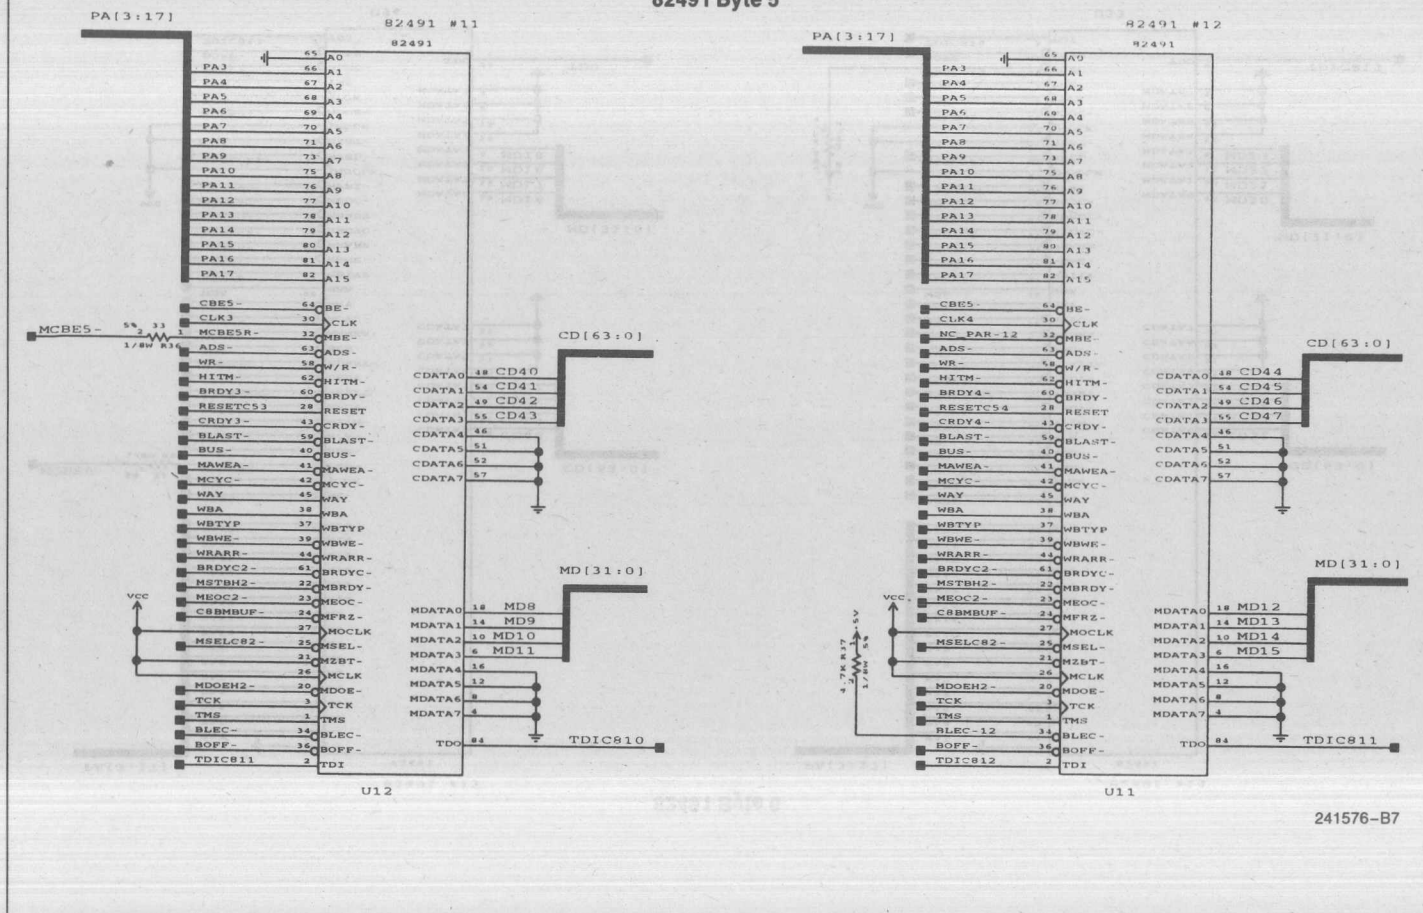 82491 Byte 5
PA[3:17]
82491 #11
82491
65 A0
PA3 66 A1
PA4 67 A2
PA5 68 A3
PA6 69 A4
PA7 70 A5
PA8 71 A6
PA9 73 A7
PA10 75 A8
PA11 76 A9
PA12 77 A10
PA13 78 A11
PA14 79 A12
PA15 80 A13
PA16 81 A14
PA17 82 A15
CBE5- 64 BE-
CLK3 30 CLK
MCBE5- 5% 33 2 1 1/8W R36 MCBE5R- 32 MBE-
ADS- 63 ADS-
WR- 58 W/R-
HITM- 62 HITM-
BRDY3- 60 BRDY-
RESETC53 28 RESET
CRDY3- 43 CRDY-
BLAST- 59 BLAST-
BUS- 40 BUS-
MAWEA- 41 MAWEA-
MCYC- 42 MCYC-
WAY 45 WAY
WBA 38 WBA
WBTYP 37 WBTYP
WBWE- 39 WBWE-
WRARR- 44 WRARR-
BRDYC2- 61 BRDYC-
MSTBH2- 22 MBRDY-
MEOC2- 23 MEOC-
C8BMBUF- 24 MFRZ-
VCC
27 MOCLK
MSELC82- 25 MSEL-
21 MZBT-
26 MCLK
MDOEH2- 20 MDOE-
TCK 3 TCK
TMS 1 TMS
BLEC- 34 BLEC-
BOFF- 36 BOFF-
TDIC811 2 TDI
CD[63:0]
CDATA0 48 CD40
CDATA1 54 CD41
CDATA2 49 CD42
CDATA3 55 CD43
CDATA4 46
CDATA5 51
CDATA6 52
CDATA7 57
MD[31:0]
MDATA0 18 MD8
MDATA1 14 MD9
MDATA2 10 MD10
MDATA3 6 MD11
MDATA4 16
MDATA5 12
MDATA6 8
MDATA7 4
TDO 84 TDIC810
U12
PA[3:17]
82491 #12
82491
65 A0
PA3 66 A1
PA4 67 A2
PA5 68 A3
PA6 69 A4
PA7 70 A5
PA8 71 A6
PA9 73 A7
PA10 75 A8
PA11 76 A9
PA12 77 A10
PA13 78 A11
PA14 79 A12
PA15 80 A13
PA16 81 A14
PA17 82 A15
CBE5- 64 BE-
CLK4 30 CLK
NC_PAR-12 32 MBE-
ADS- 63 ADS-
WR- 58 W/R-
HITM- 62 HITM-
BRDY4- 60 BRDY-
RESETC54 28 RESET
CRDY4- 43 CRDY-
BLAST- 59 BLAST-
BUS- 40 BUS-
MAWEA- 41 MAWEA-
MCYC- 42 MCYC-
WAY 45 WAY
WBA 38 WBA
WBTYP 37 WBTYP
WBWE- 39 WBWE-
WRARR- 44 WRARR-
BRDYC2- 61 BRDYC-
MSTBH2- 22 MBRDY-
MEOC2- 23 MEOC-
C8BMBUF- 24 MFRZ-
VCC
27 MOCLK
MSELC82- 25 MSEL-
21 MZBT-
26 MCLK
MDOEH2- 20 MDOE-
TCK 3 TCK
TMS 1 TMS
BLEC-12 34 BLEC-
BOFF- 36 BOFF-
TDIC812 2 TDI
4.7K R37
2 1 5V
1/8W 5%
CD[63:0]
CDATA0 48 CD44
CDATA1 54 CD45
CDATA2 49 CD46
CDATA3 55 CD47
CDATA4 46
CDATA5 51
CDATA6 52
CDATA7 57
MD[31:0]
MDATA0 18 MD12
MDATA1 14 MD13
MDATA2 10 MD14
MDATA3 6 MD15
MDATA4 16
MDATA5 12
MDATA6 8
MDATA7 4
TDO 84 TDIC811
U11
241576-B7